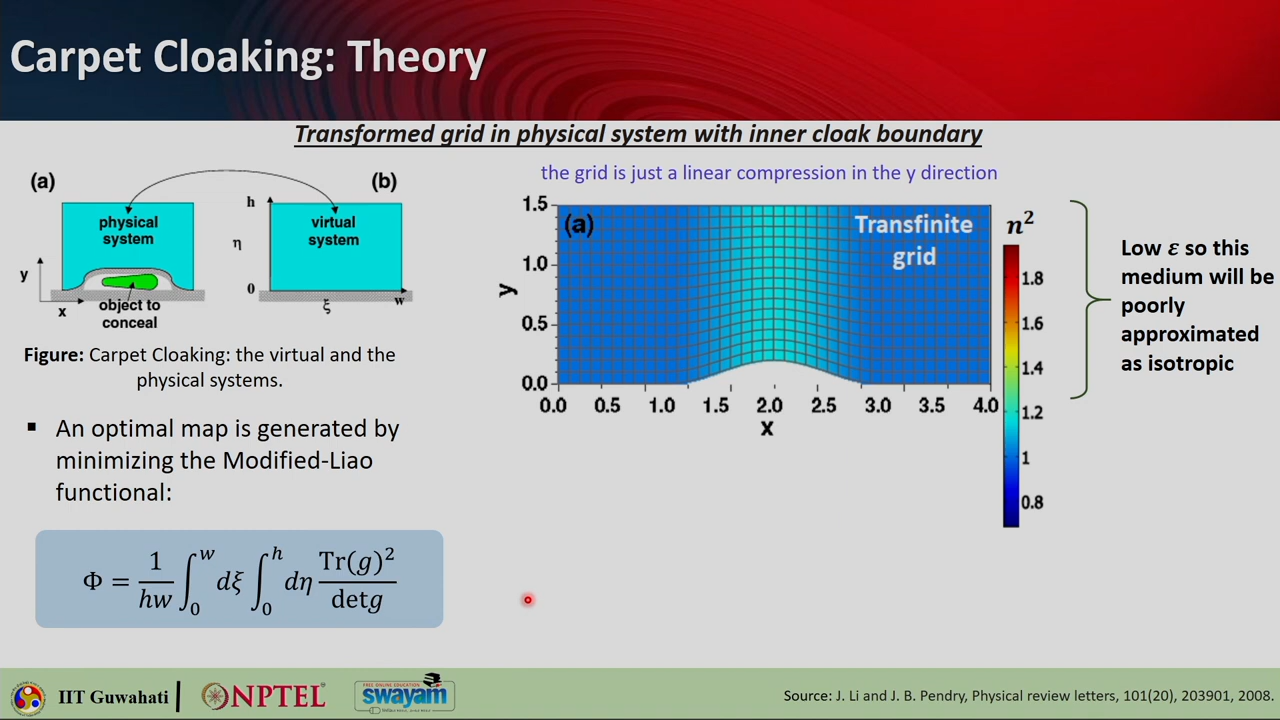 Carpet Cloaking: Theory
Transformed grid in physical system with inner cloak boundary
the grid is just a linear compression in the y direction
(a)
(b)
physical
system
h
η
0
virtual
system
w
ξ
y
x
object to
conceal
Figure: Carpet Cloaking: the virtual and the
physical systems.
▪ An optimal map is generated by
minimizing the Modified-Liao
functional:
Φ = 1/hw ∫₀ʷ dξ ∫₀ʰ dη Tr(g)²/detg
(a)
Transfinite
grid
1.5
1.0
0.5
0.0
y
0.0 0.5 1.0 1.5 2.0 2.5 3.0 3.5 4.0
x
n²
1.8
1.6
1.4
1.2
1
0.8
Low ε so this
medium will be
poorly
approximated
as isotropic
IIT Guwahati
NPTEL
FREE ONLINE EDUCATION
swayam
Source: J. Li and J. B. Pendry, Physical review letters, 101(20), 203901, 2008.